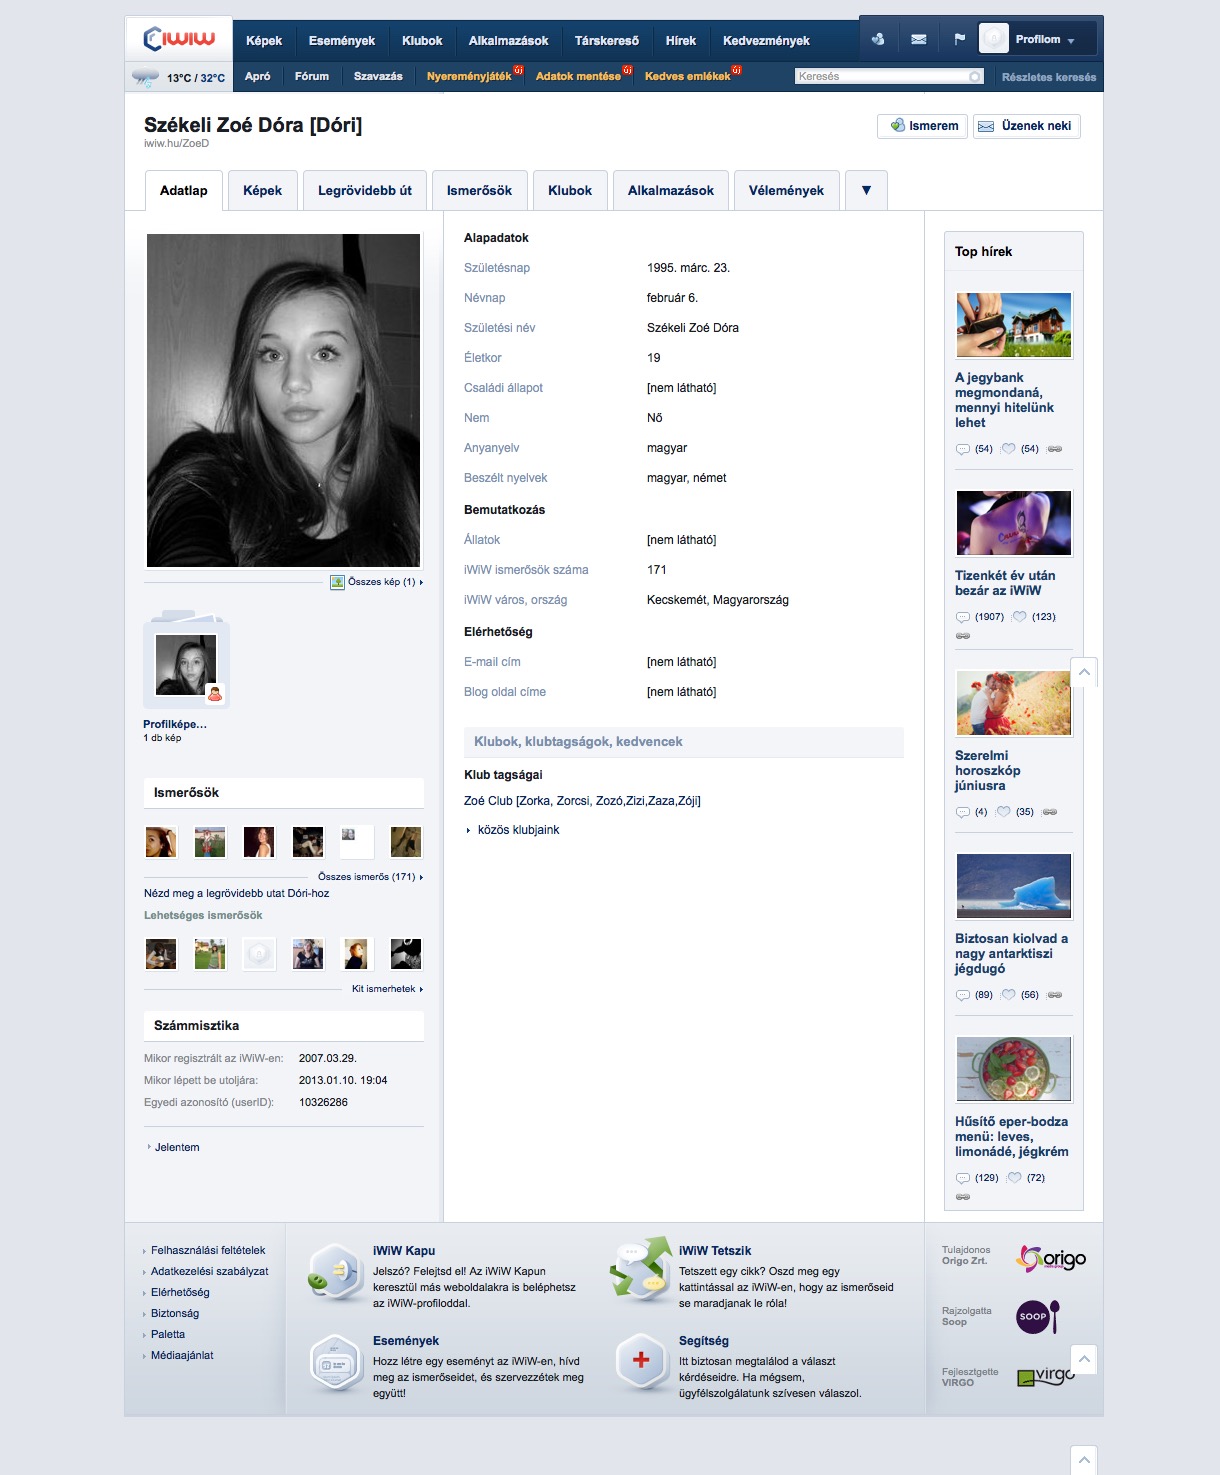 iWiW
Képek
Események
Klubok
Alkalmazások
Társkereső
Hírek
Kedvezmények
Profilom
13°C / 32°C
Apró
Fórum
Szavazás
Nyereményjáték
új
Adatok mentése
új
Kedves emlékek
új
Keresés
Részletes keresés
Székeli Zoé Dóra [Dóri]
iwiw.hu/ZoeD
Ismerem
Üzenek neki
Adatlap
Képek
Legrövidebb út
Ismerősök
Klubok
Alkalmazások
Vélemények
Összes kép (1)
Profilképe...
1 db kép
Ismerősök
Összes ismerős (171)
Nézd meg a legrövidebb utat Dóri-hoz
Lehetséges ismerősök
Kit ismerhetek
Számmisztika
Mikor regisztrált az iWiW-en: 2007.03.29.
Mikor lépett be utoljára: 2013.01.10. 19:04
Egyedi azonosító (userID): 10326286
Jelentem
Alapadatok
Születésnap 1995. márc. 23.
Névnap február 6.
Születési név Székeli Zoé Dóra
Életkor 19
Családi állapot [nem látható]
Nem Nő
Anyanyelv magyar
Beszélt nyelvek magyar, német
Bemutatkozás
Állatok [nem látható]
iWiW ismerősök száma 171
iWiW város, ország Kecskemét, Magyarország
Elérhetőség
E-mail cím [nem látható]
Blog oldal címe [nem látható]
Klubok, klubtagságok, kedvencek
Klub tagságai
Zoé Club [Zorka, Zorcsi, Zozó,Zizi,Zaza,Zóji]
közös klubjaink
Top hírek
A jegybank
megmondaná,
mennyi hitelünk
lehet
(54) (54)
Tizenkét év után
bezár az iWiW
(1907) (123)
Szerelmi
horoszkóp
júniusra
(4) (35)
Biztosan kiolvad a
nagy antarktiszi
jégdugó
(89) (56)
Hűsítő eper-bodza
menü: leves,
limonádé, jégkrém
(129) (72)
Felhasználási feltételek
Adatkezelési szabályzat
Elérhetőség
Biztonság
Paletta
Médiaajánlat
iWiW Kapu
Jelszó? Felejtsd el! Az iWiW Kapun
keresztül más weboldalakra is beléphetsz
az iWiW-profiloddal.
Események
Hozz létre egy eseményt az iWiW-en, hívd
meg az ismerőseidet, és szervezzétek meg
együtt!
iWiW Tetszik
Tetszett egy cikk? Oszd meg egy
kattintással az iWiW-en, hogy az ismerőseid
se maradjanak le róla!
Segítség
Itt biztosan megtalálod a választ
kérdéseidre. Ha mégsem,
ügyfélszolgálatunk szívesen válaszol.
Tulajdonos
Origo Zrt.
origo
Rajzolgatta
Soop
SOOP
Fejlesztgette
VIRGO
virgo